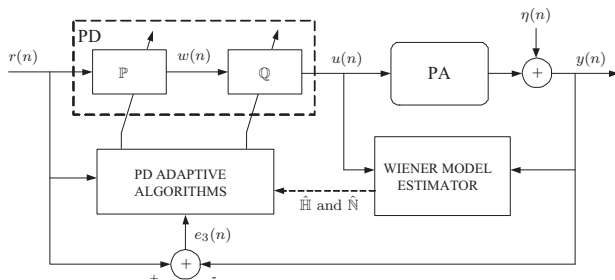 PD
η(n)
r(n)
ℙ
w(n)
ℚ
u(n)
PA
+
y(n)
PD ADAPTIVE
ALGORITHMS
WIENER MODEL
ESTIMATOR
Ĥ and N̂
e₃(n)
+
+
-